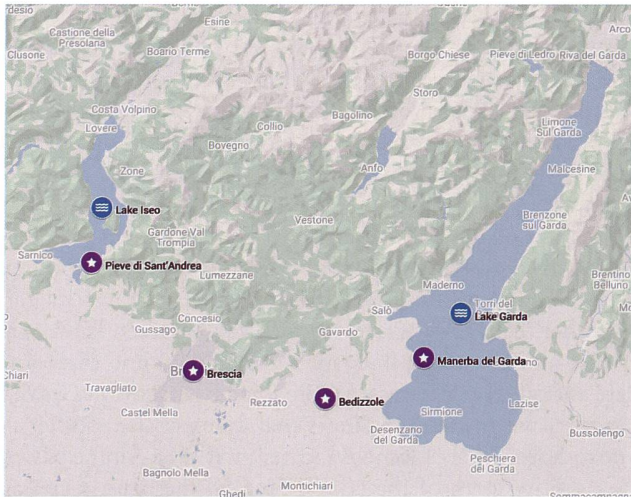 Esine
Castione della
Presolana
Clusone
Boario Terme
Borgo Chiese
Pieve di Ledro
Riva del Garda
Arco
Storo
Costa Volpino
Lovere
Collio
Bagolino
Limone
Sul Garda
Bovegno
Zone
Anfo
Malcesine
Lake Iseo
Vestone
Brenzone
sul Garda
Gardone Val
Trompia
Sarnico
Pieve di Sant'Andrea
Lumezzane
Brentino
Belluno
Maderno
Torri del
Lake Garda
Salò
Concesio
Gussago
Gavardo
Manerba del Garda
Chiari
Brescia
Travagliato
Rezzato
Bedizzole
Castel Mella
Sirmione
Lazise
Desenzano
del Garda
Bussolengo
Peschiera
del Garda
Bagnolo Mella
Montichiari
Ghedi